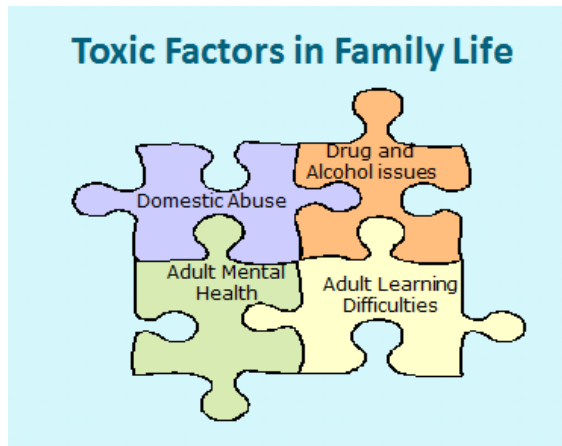 Toxic Factors in Family Life
Drug and
Alcohol issues
Domestic Abuse
Adult Mental
Health
Adult Learning
Difficulties